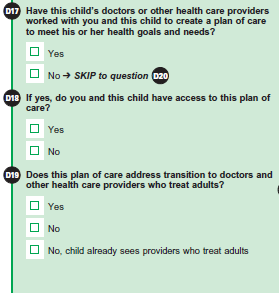 D17 Have this child's doctors or other health care providers
worked with you and this child to create a plan of care
to meet his or her health goals and needs?
Yes
No → SKIP to question D20
D18 If yes, do you and this child have access to this plan of
care?
Yes
No
D19 Does this plan of care address transition to doctors and
other health care providers who treat adults?
Yes
No
No, child already sees providers who treat adults